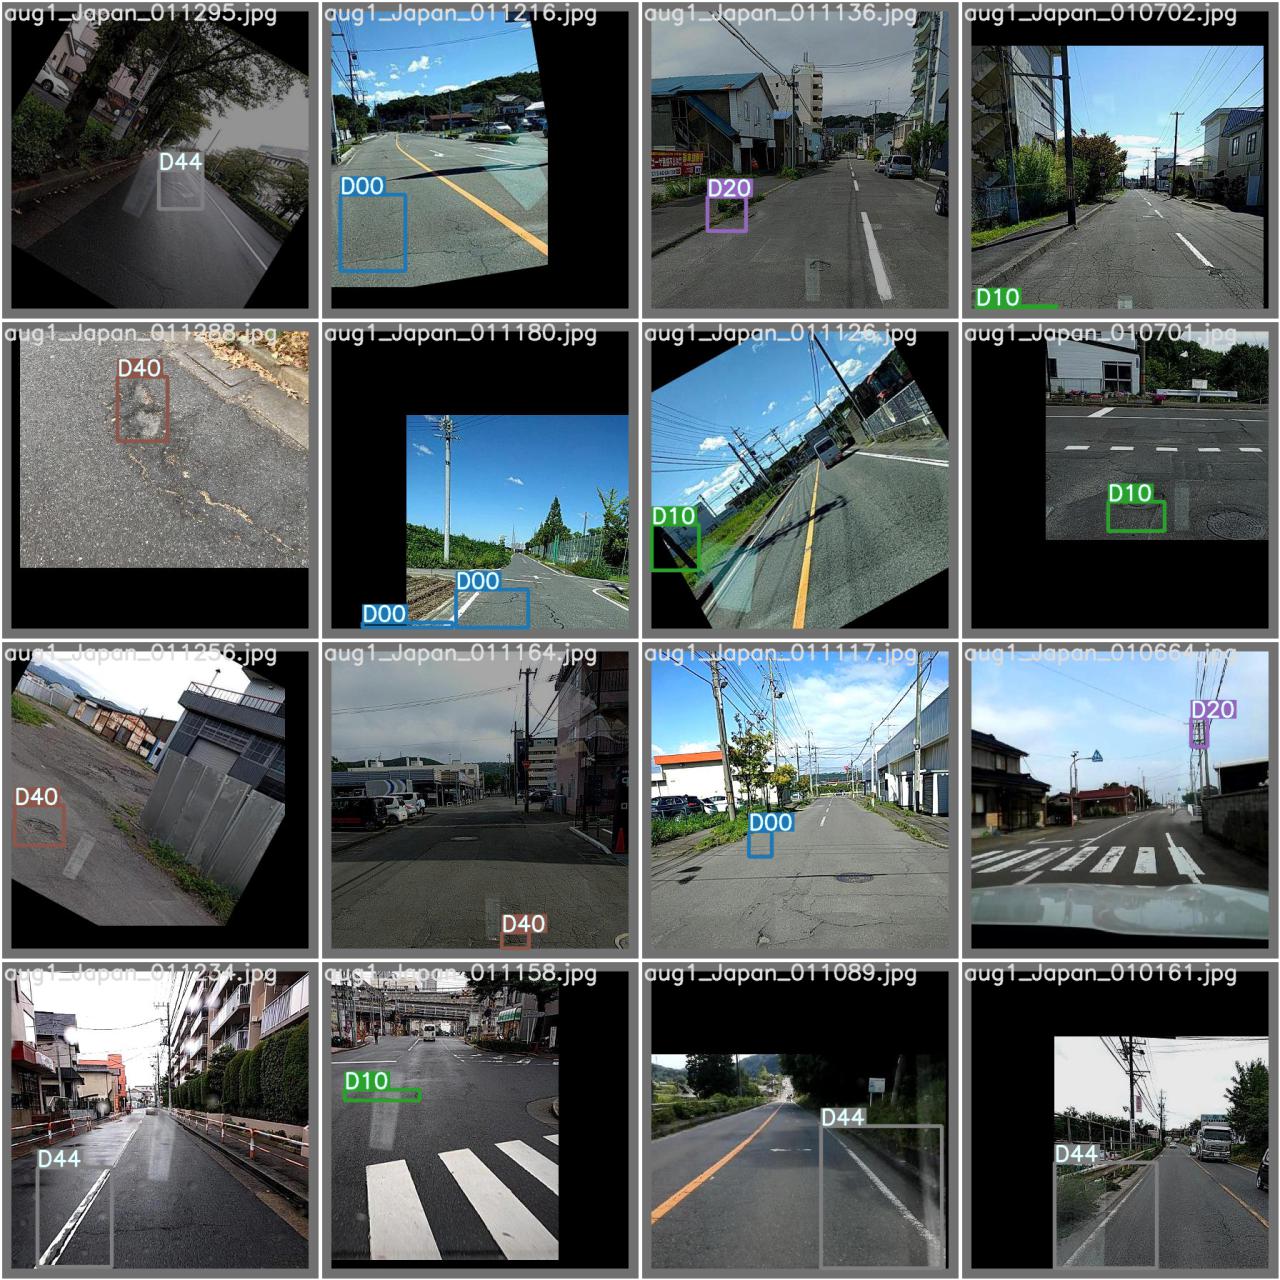 aug1_Japan_011295.jpg
D44
aug1_Japan_011216.jpg
D00
aug1_Japan_011136.jpg
D20
aug1_Japan_010702.jpg
D10
aug1_Japan_011288.jpg
D40
aug1_Japan_011180.jpg
D00
D00
aug1_Japan_011126.jpg
D10
aug1_Japan_010701.jpg
D10
aug1_Japan_011256.jpg
D40
aug1_Japan_011164.jpg
D40
aug1_Japan_011117.jpg
D00
aug1_Japan_010664.jpg
D20
aug1_Japan_011234.jpg
D44
aug1_Japan_011158.jpg
D10
aug1_Japan_011089.jpg
D44
aug1_Japan_010161.jpg
D44